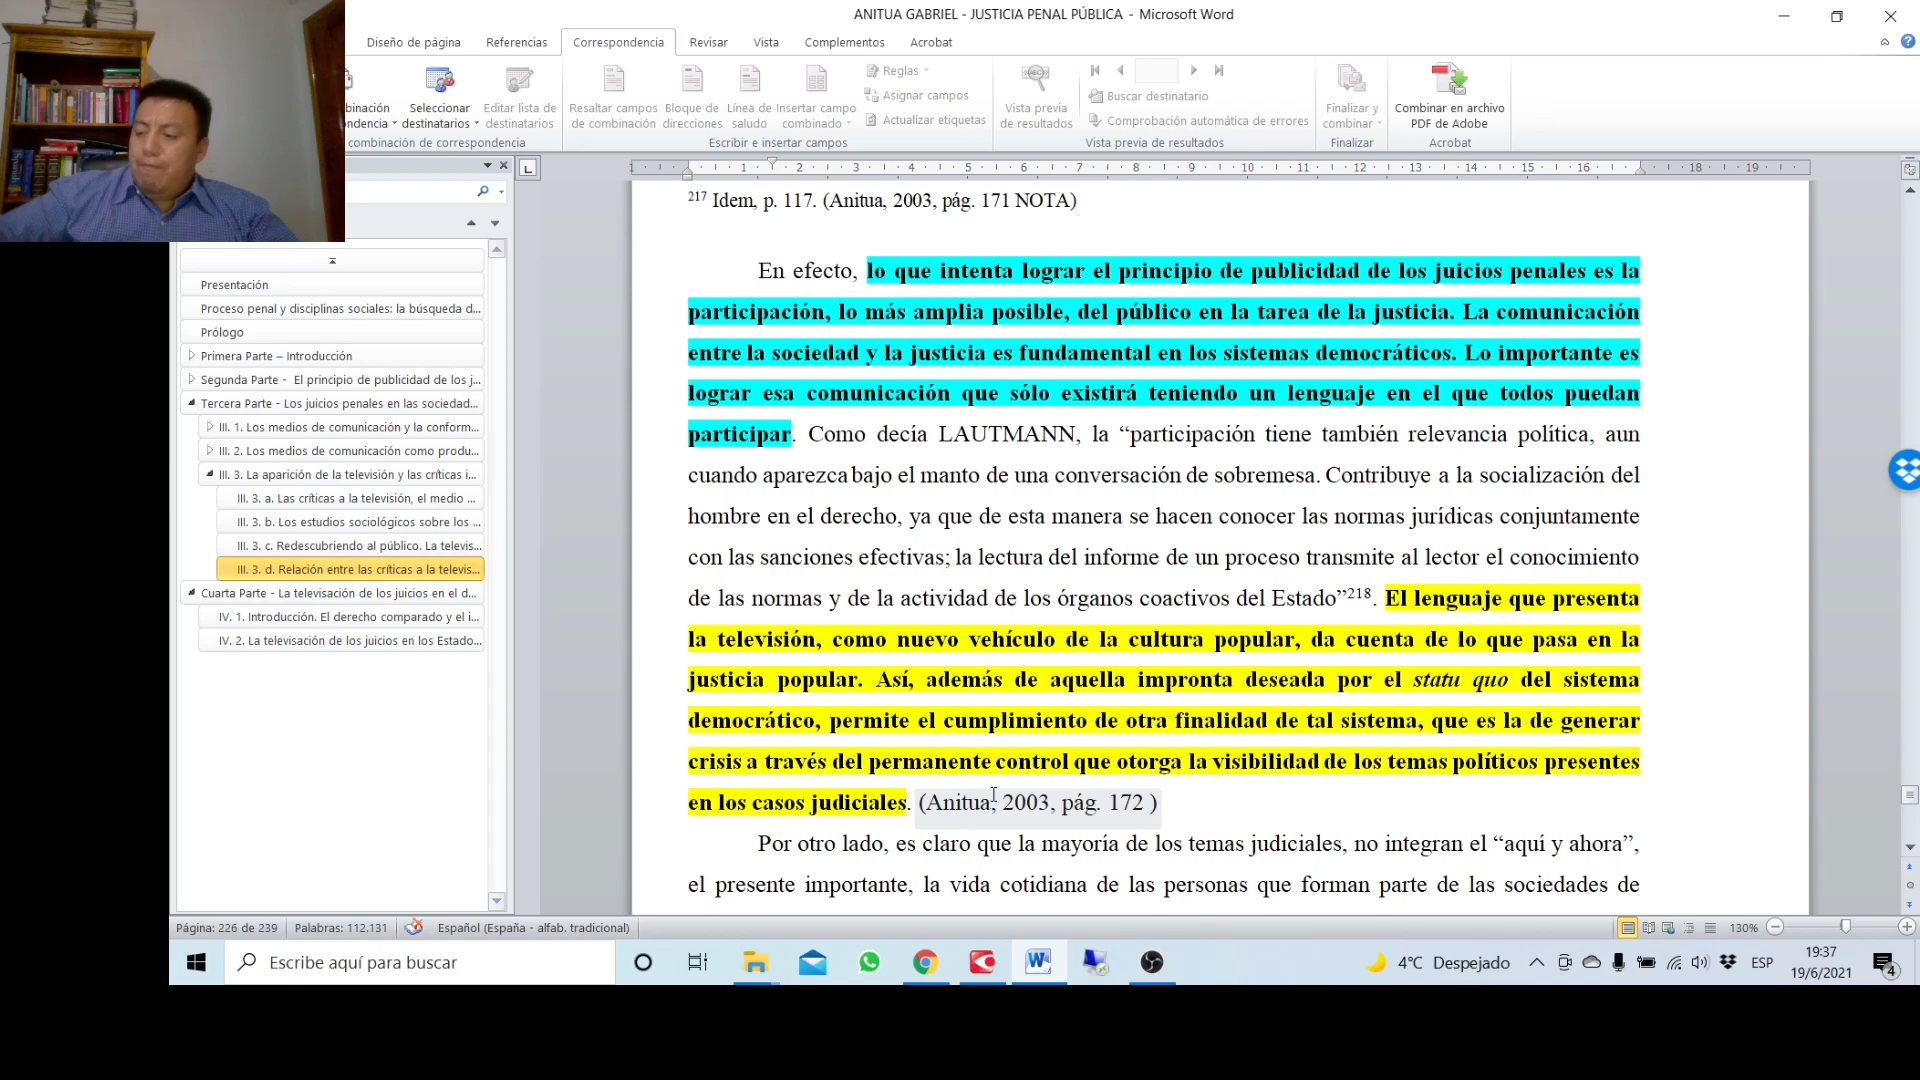 ANITUA GABRIEL - JUSTICIA PENAL PÚBLICA - Microsoft Word
Diseño de página Referencias Correspondencia Revisar Vista Complementos Acrobat
Seleccionar destinatarios
Editar lista de destinatarios
Resaltar campos de combinación
Bloque de direcciones
Línea de saludo
Insertar campo combinado
Reglas
Asignar campos
Actualizar etiquetas
Vista previa de resultados
Buscar destinatario
Comprobación automática de errores
Finalizar y combinar
Combinar en archivo PDF de Adobe
combinación de correspondencia
Escribir e insertar campos
Vista previa de resultados
Finalizar
Acrobat
1 1 2 3 4 5 6 7 8 9 10 11 12 13 14 15 16 18 19
Presentación
Proceso penal y disciplinas sociales: la búsqueda d...
Prólogo
Primera Parte – Introducción
Segunda Parte - El principio de publicidad de los j...
Tercera Parte - Los juicios penales en las sociedad...
III. 1. Los medios de comunicación y la conform...
III. 2. Los medios de comunicación como produ...
III. 3. La aparición de la televisión y las críticas i...
III. 3. a. Las críticas a la televisión, el medio ...
III. 3. b. Los estudios sociológicos sobre los ...
III. 3. c. Redescubriendo al público. La televis...
III. 3. d. Relación entre las críticas a la televis...
Cuarta Parte - La televisación de los juicios en el d...
IV. 1. Introducción. El derecho comparado y el i...
IV. 2. La televisación de los juicios en los Estado...
217 Idem, p. 117. (Anitua, 2003, pág. 171 NOTA)
En efecto, lo que intenta lograr el principio de publicidad de los juicios penales es la
participación, lo más amplia posible, del público en la tarea de la justicia. La comunicación
entre la sociedad y la justicia es fundamental en los sistemas democráticos. Lo importante es
lograr esa comunicación que sólo existirá teniendo un lenguaje en el que todos puedan
participar. Como decía LAUTMANN, la “participación tiene también relevancia política, aun
cuando aparezca bajo el manto de una conversación de sobremesa. Contribuye a la socialización del
hombre en el derecho, ya que de esta manera se hacen conocer las normas jurídicas conjuntamente
con las sanciones efectivas; la lectura del informe de un proceso transmite al lector el conocimiento
de las normas y de la actividad de los órganos coactivos del Estado”218. El lenguaje que presenta
la televisión, como nuevo vehículo de la cultura popular, da cuenta de lo que pasa en la
justicia popular. Así, además de aquella impronta deseada por el statu quo del sistema
democrático, permite el cumplimiento de otra finalidad de tal sistema, que es la de generar
crisis a través del permanente control que otorga la visibilidad de los temas políticos presentes
en los casos judiciales. (Anitua, 2003, pág. 172 )
Por otro lado, es claro que la mayoría de los temas judiciales, no integran el “aquí y ahora”,
el presente importante, la vida cotidiana de las personas que forman parte de las sociedades de
Página: 226 de 239 Palabras: 112.131 Español (España - alfab. tradicional) 130%
Escribe aquí para buscar
4°C Despejado
ESP
19:37
19/6/2021
4